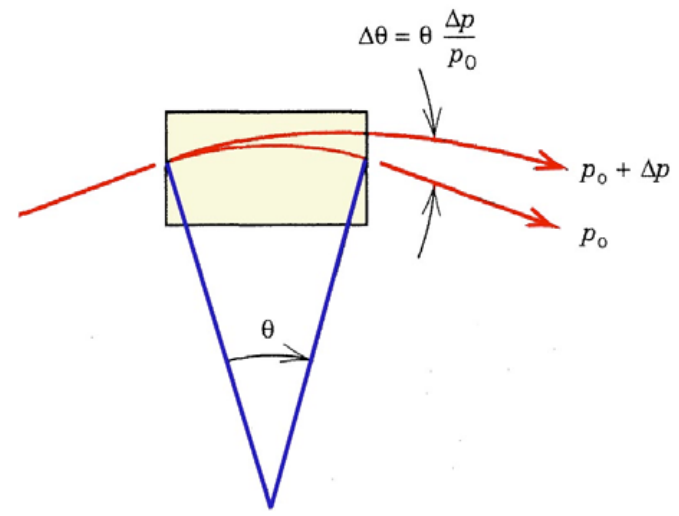 Δθ = θ Δp/p₀
p₀ + Δp
p₀
θ